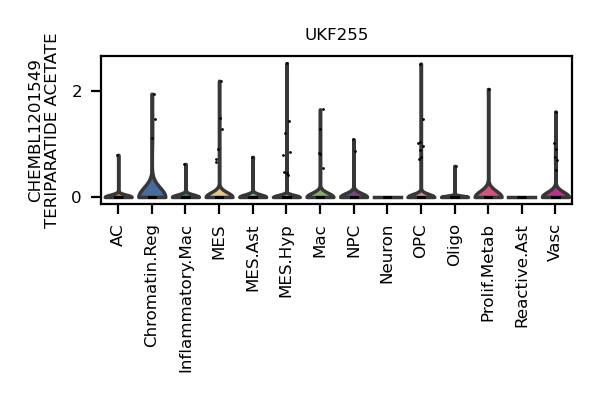 UKF255
CHEMBL1201549
TERIPARATIDE ACETATE
2
0
AC
Chromatin.Reg
Inflammatory.Mac
MES
MES.Ast
MES.Hyp
Mac
NPC
Neuron
OPC
Oligo
Prolif.Metab
Reactive.Ast
Vasc